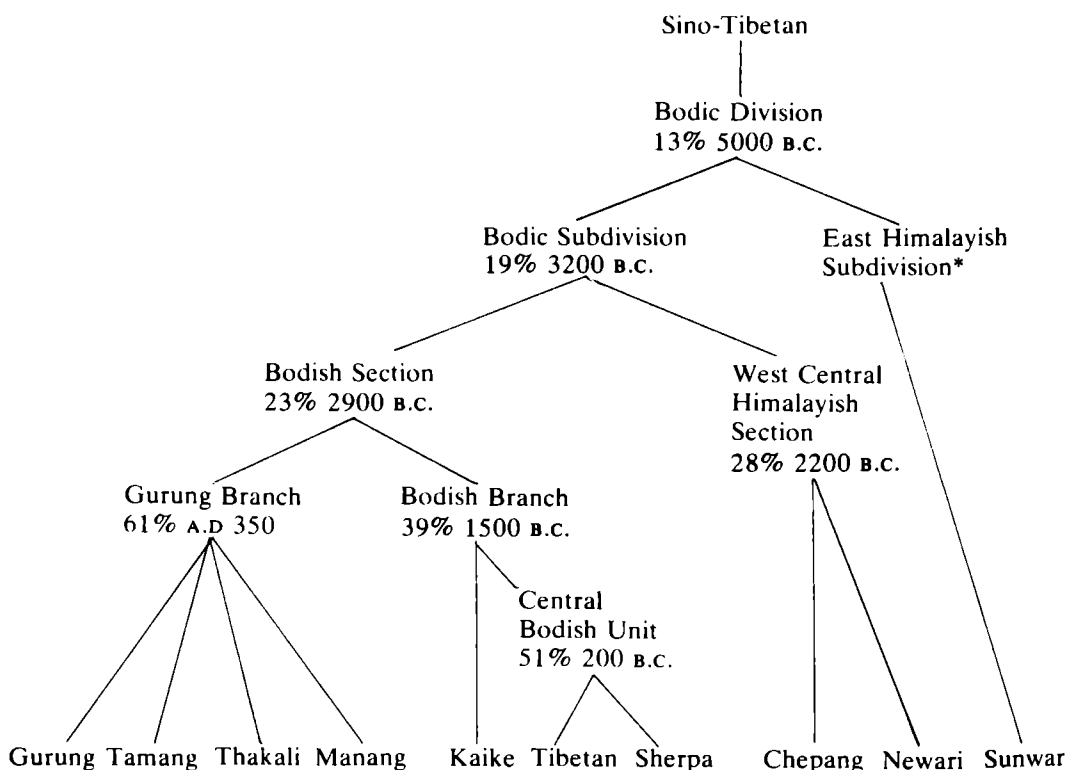 Sino-Tibetan
Bodic Division
13% 5000 B.C.
Bodic Subdivision
19% 3200 B.C.
East Himalayish
Subdivision*
Bodish Section
23% 2900 B.C.
West Central
Himalayish
Section
28% 2200 B.C.
Gurung Branch
61% A.D 350
Bodish Branch
39% 1500 B.C.
Central
Bodish Unit
51% 200 B.C.
Gurung Tamang Thakali Manang Kaike Tibetan Sherpa Chepang Newari Sunwar